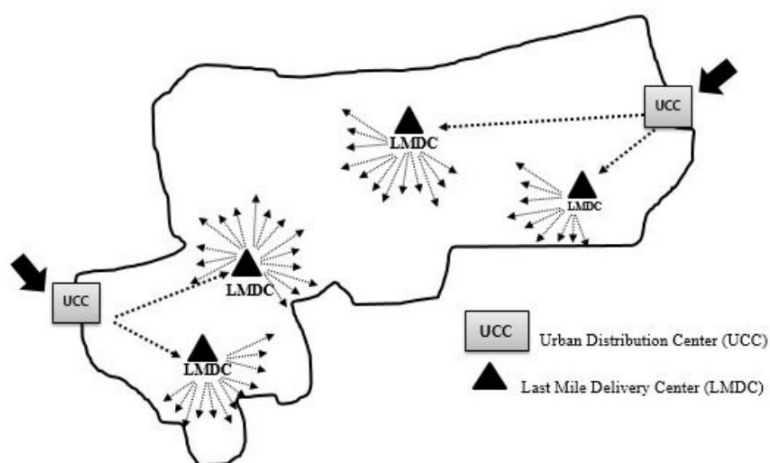 UCC
LMDC
LMDC
UCC
LMDC
LMDC
UCC Urban Distribution Center (UCC)
Last Mile Delivery Center (LMDC)